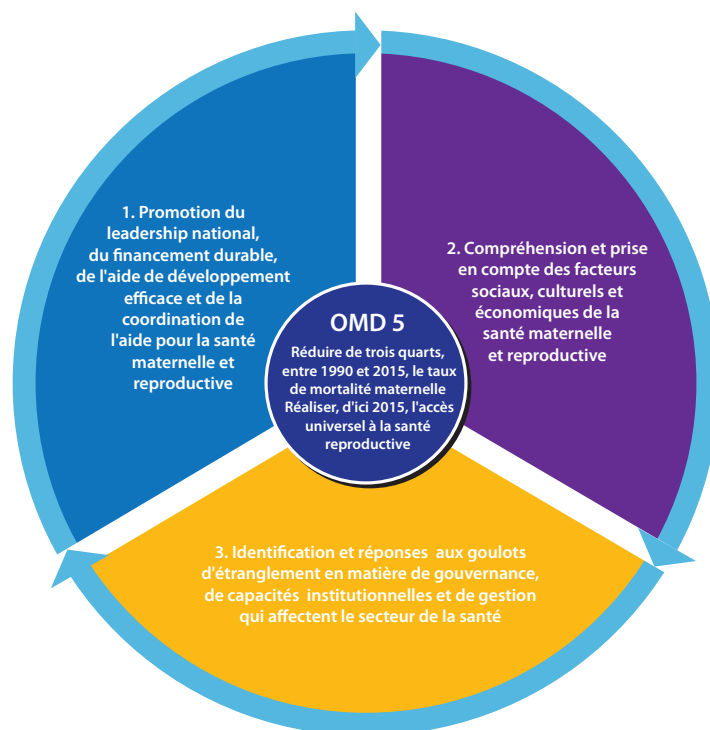 1. Promotion du
leadership national,
du financement durable,
de l'aide de développement
efficace et de la
coordination de
l'aide pour la santé
maternelle et
reproductive
2. Compréhension et prise
en compte des facteurs
sociaux, culturels et
économiques de la
santé maternelle
et reproductive
OMD 5
Réduire de trois quarts,
entre 1990 et 2015, le taux
de mortalité maternelle
Réaliser, d'ici 2015, l'accès
universel à la santé
reproductive
3. Identification et réponses aux goulots
d'étranglement en matière de gouvernance,
de capacités institutionnelles et de gestion
qui affectent le secteur de la santé